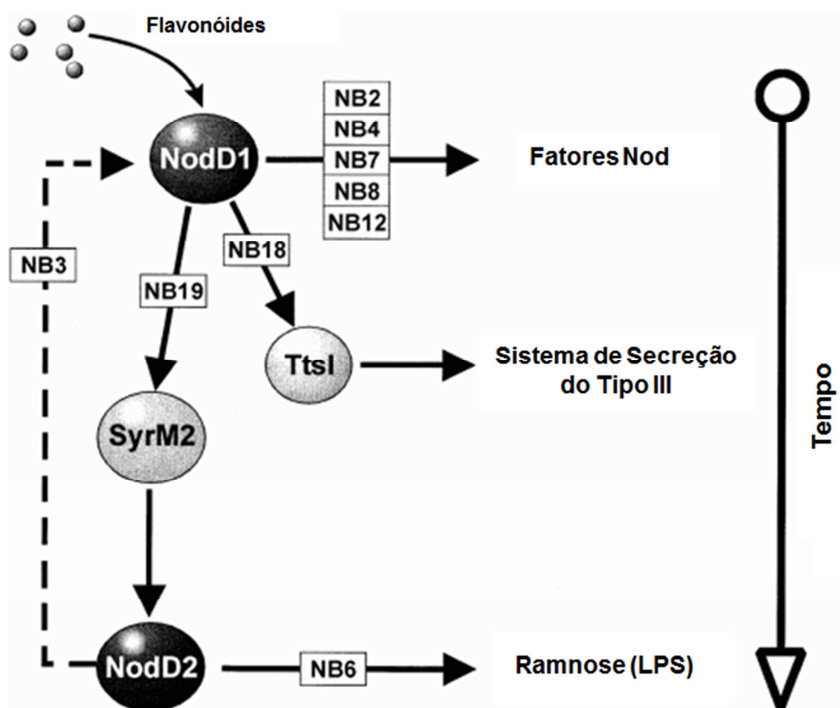 Flavonóides
NB2
NB4
NodD1
NB7
Fatores Nod
NB8
NB12
NB3
NB18
NB19
TtsI
Sistema de Secreção
do Tipo III
Tempo
SyrM2
NodD2
NB6
Ramnose (LPS)